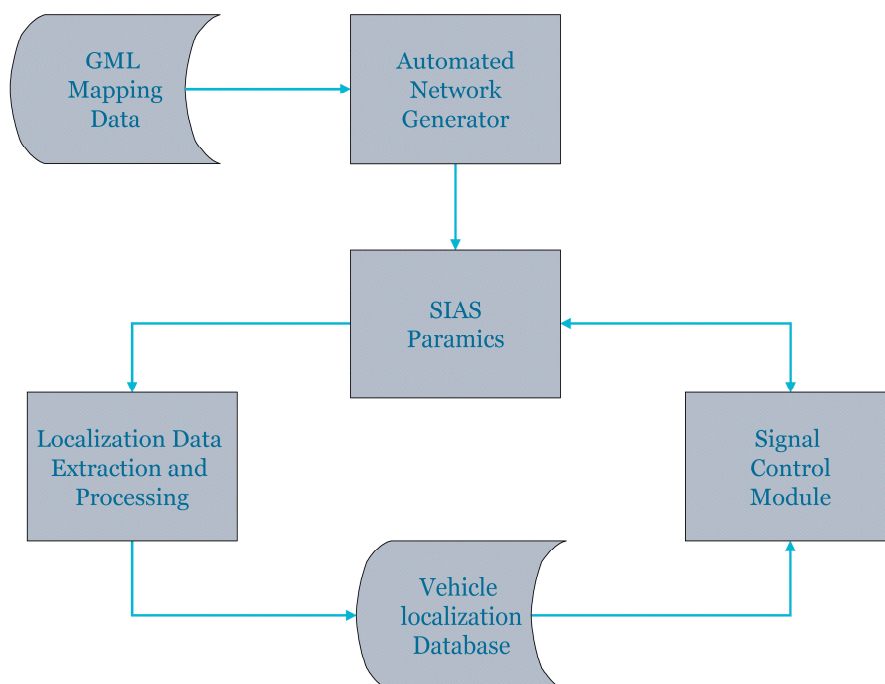 GML
Mapping
Data
Automated
Network
Generator
SIAS
Paramics
Localization Data
Extraction and
Processing
Signal
Control
Module
Vehicle
localization
Database